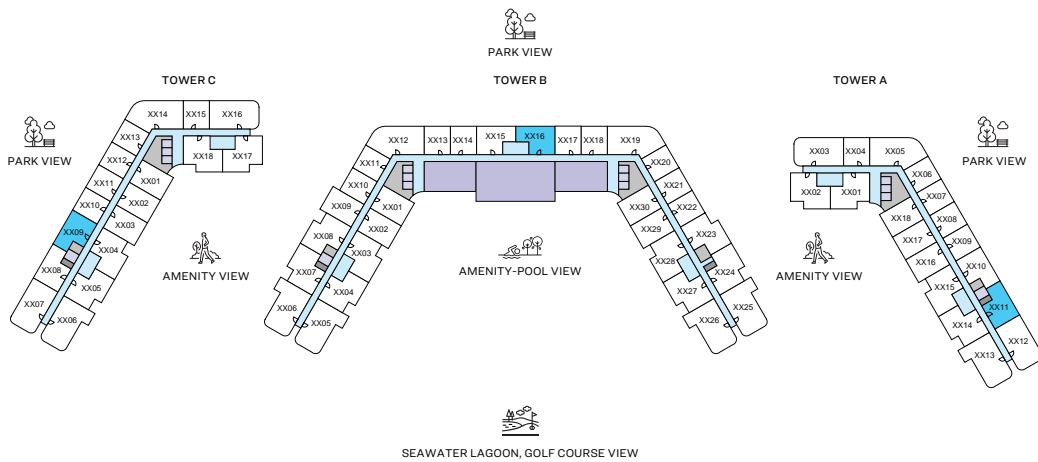 PARK VIEW
TOWER C
TOWER B
TOWER A
PARK VIEW
PARK VIEW
XX14
XX15
XX16
XX13
XX12
XX11
XX10
XX09
XX08
XX07
XX06
XX05
XX04
XX03
XX02
XX01
XX18
XX17
AMENITY VIEW
XX12
XX13
XX14
XX15
XX16
XX17
XX18
XX19
XX11
XX10
XX09
XX08
XX07
XX06
XX05
XX04
XX03
XX02
XX01
XX20
XX21
XX22
XX23
XX24
XX25
XX26
XX27
XX28
XX29
XX30
AMENITY-POOL VIEW
AMENITY VIEW
XX03
XX04
XX05
XX02
XX01
XX06
XX07
XX08
XX09
XX10
XX11
XX12
XX13
XX14
XX15
XX16
XX17
XX18
SEAWATER LAGOON, GOLF COURSE VIEW